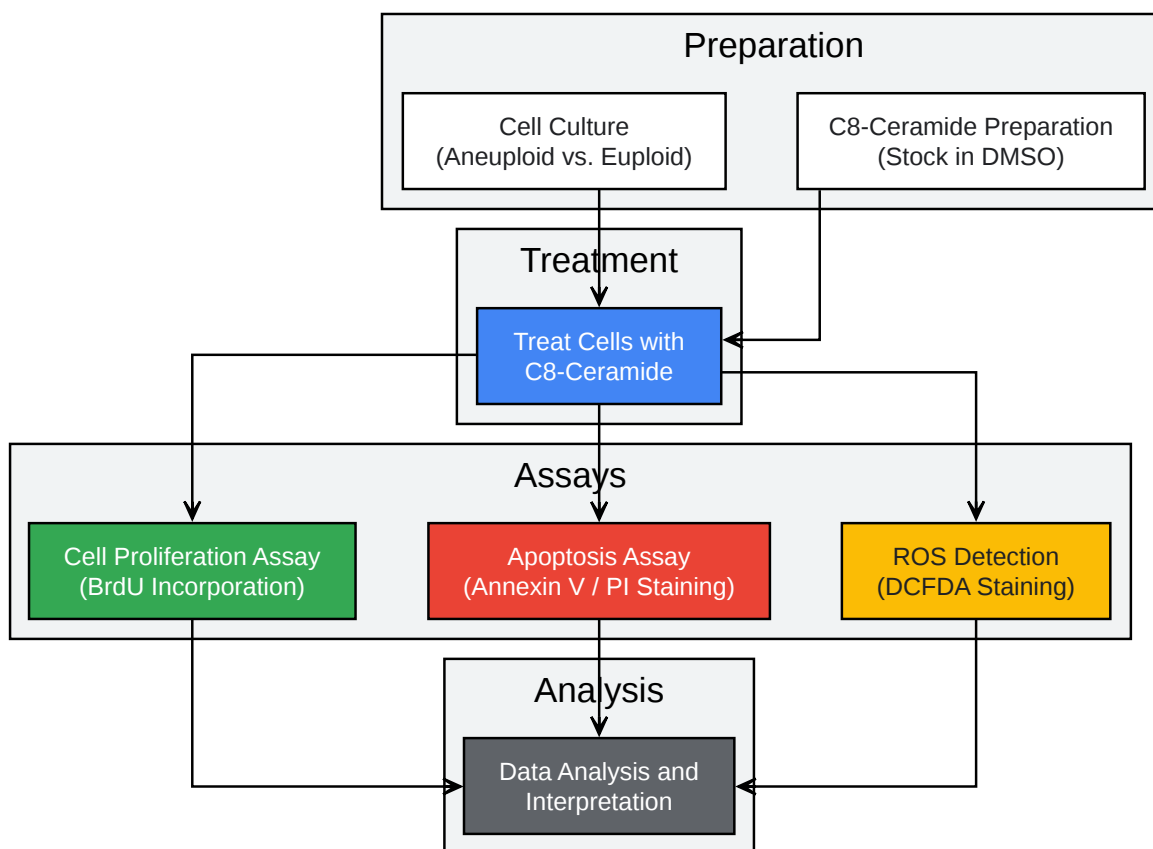 Preparation
Cell Culture
(Aneuploid vs. Euploid)
C8-Ceramide Preparation
(Stock in DMSO)
Treatment
Treat Cells with
C8-Ceramide
Assays
Cell Proliferation Assay
(BrdU Incorporation)
Apoptosis Assay
(Annexin V / PI Staining)
ROS Detection
(DCFDA Staining)
Analysis
Data Analysis and
Interpretation